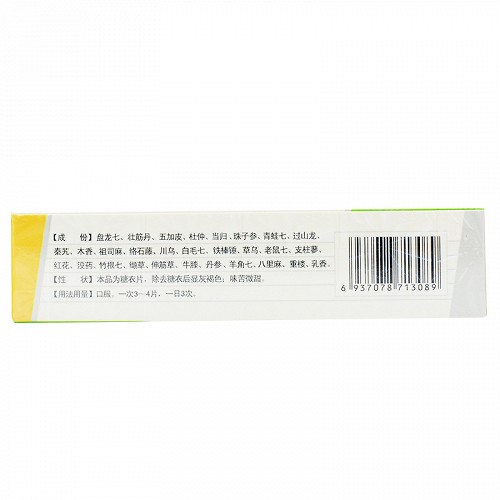 【成 份】盘龙七、壮筋丹、五加皮、杜仲、当归、珠子参、青蛙七、过山龙、
秦艽、木香、祖司麻、络石藤、川乌、白毛七、铁棒锤、草乌、老鼠七、支柱蓼、
红花、没药、竹根七、缬草、伸筋草、牛膝、丹参、羊角七、八里麻、重楼、乳香。
【性 状】本品为糖衣片，除去糖衣后显灰褐色；味苦微甜。
【用法用量】口服。一次3~4片，一日3次。
6 937078 713089